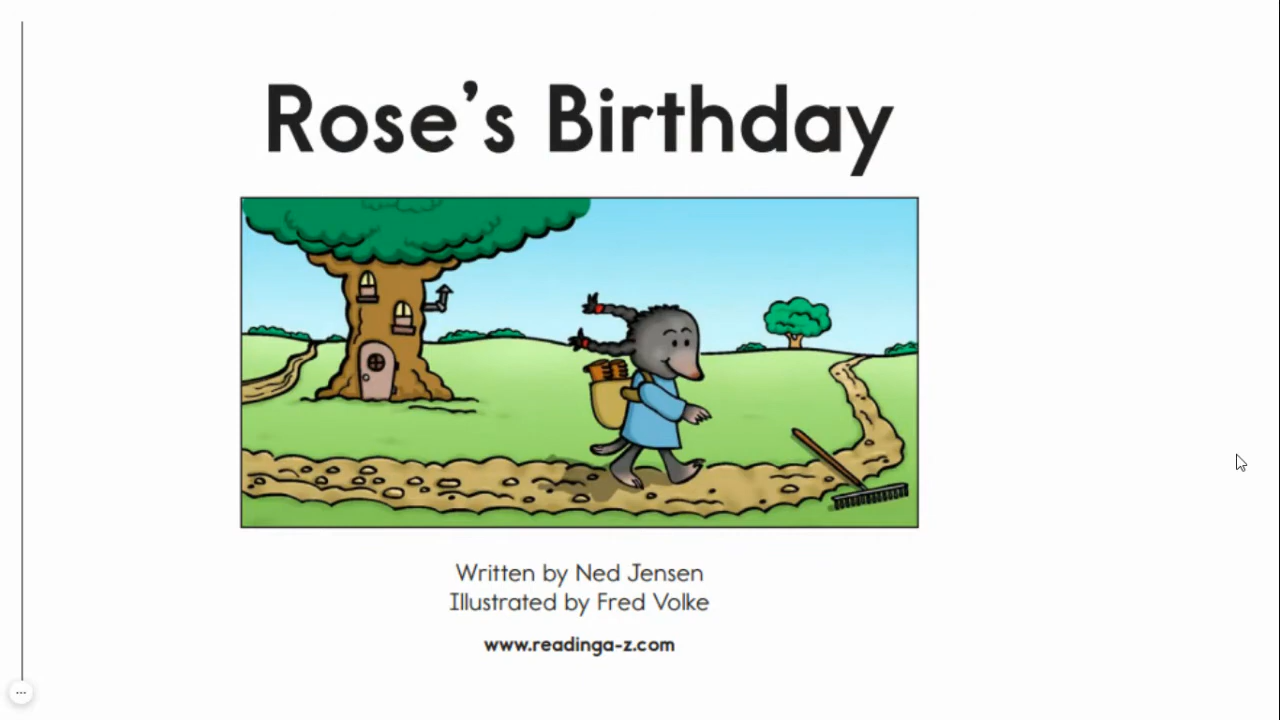 Rose’s Birthday
Written by Ned Jensen
Illustrated by Fred Volke
www.readinga-z.com